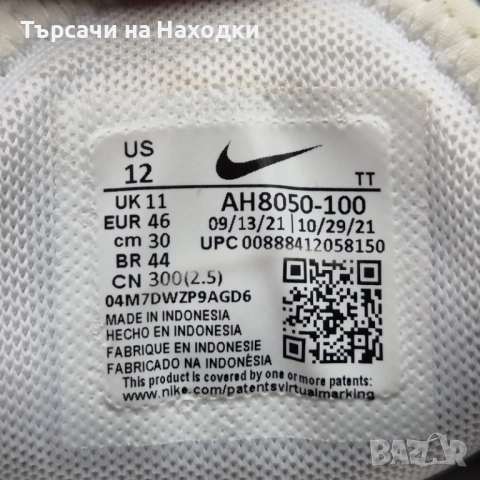 Търсачи на Находки
US
12
TT
UK 11
AH8050-100
EUR 46
09/13/21 | 10/29/21
cm 30
UPC 00888412058150
BR 44
CN 300(2.5)
04M7DWZP9AGD6
MADE IN INDONESIA
HECHO EN INDONESIA
FABRIQUE EN INDONESIE
FABRICADO NA INDONÉSIA
This product is covered by one or more patents:
www.nike.com/patentsvirtualmarking
BAZAR